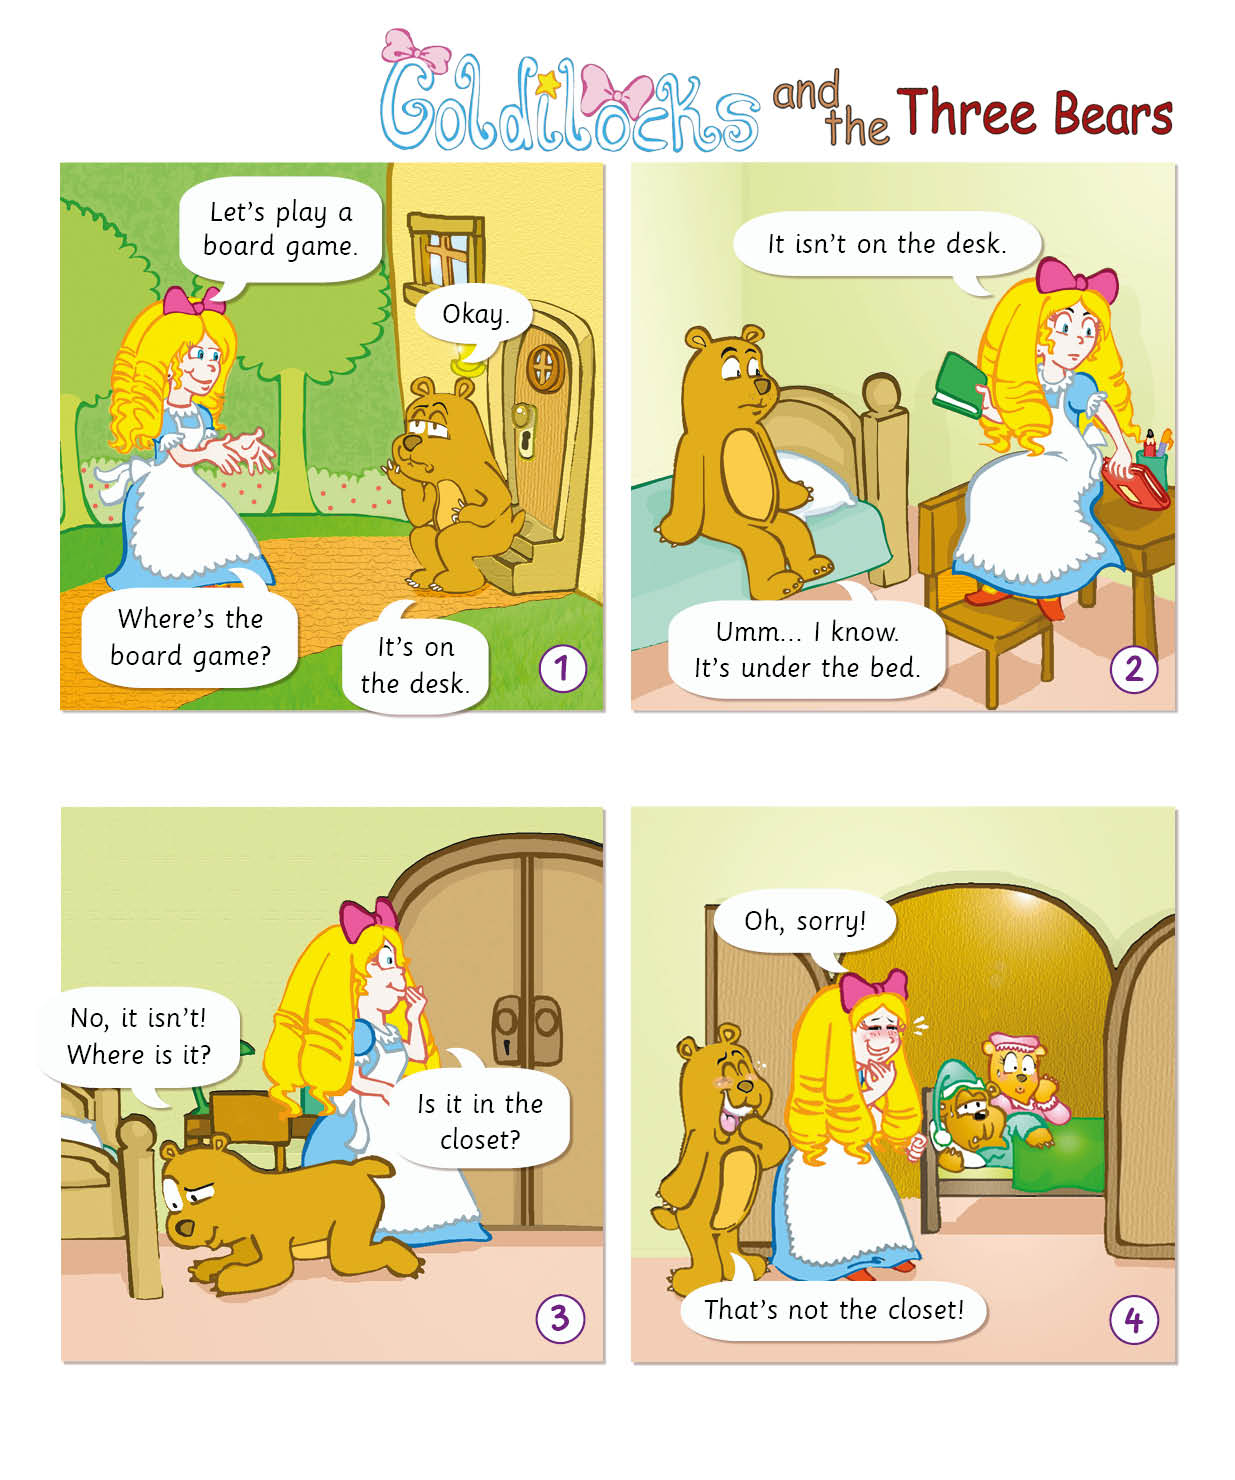 Goldilocks and the Three Bears
Let's play a
board game.
Okay.
Where's the
board game?
It's on
the desk.
1
It isn't on the desk.
Umm... I know.
It's under the bed.
2
No, it isn't!
Where is it?
Is it in the
closet?
3
Oh, sorry!
That's not the closet!
4